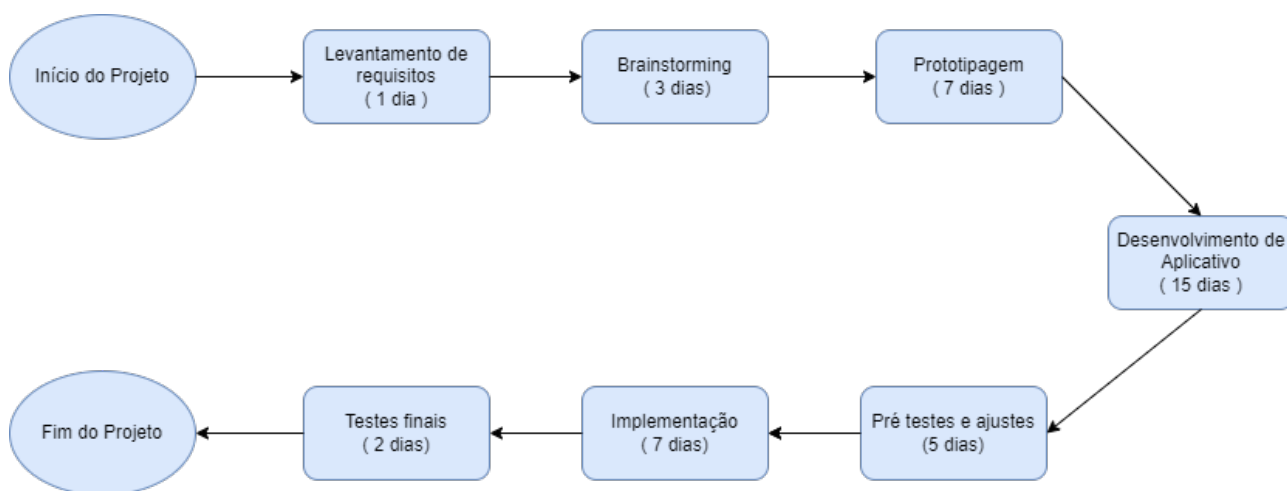 Início do Projeto
Levantamento de
requisitos
( 1 dia )
Brainstorming
( 3 dias)
Prototipagem
( 7 dias )
Desenvolvimento de
Aplicativo
( 15 dias )
Pré testes e ajustes
(5 dias)
Implementação
( 7 dias)
Testes finais
( 2 dias)
Fim do Projeto